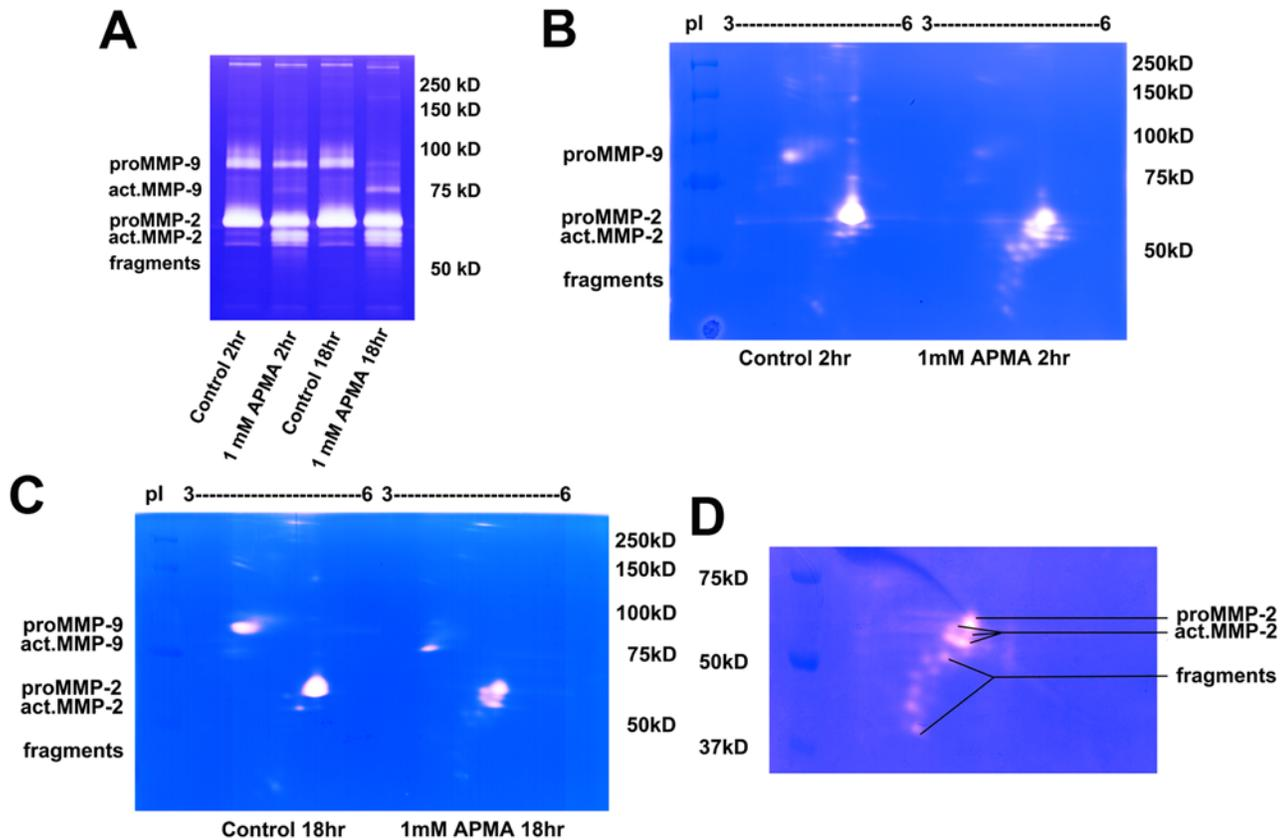 A
250 kD
150 kD
100 kD
75 kD
50 kD
proMMP-9
act.MMP-9
proMMP-2
act.MMP-2
fragments
Control 2hr
1 mM APMA 2hr
Control 18hr
1 mM APMA 18hr
B
pI 3-----------------------6 3-----------------------6
250kD
150kD
100kD
75kD
50kD
proMMP-9
proMMP-2
act.MMP-2
fragments
Control 2hr 1mM APMA 2hr
C
pI 3-----------------------6 3-----------------------6
250kD
150kD
100kD
75kD
50kD
proMMP-9
act.MMP-9
proMMP-2
act.MMP-2
fragments
Control 18hr 1mM APMA 18hr
D
75kD
50kD
37kD
proMMP-2
act.MMP-2
fragments